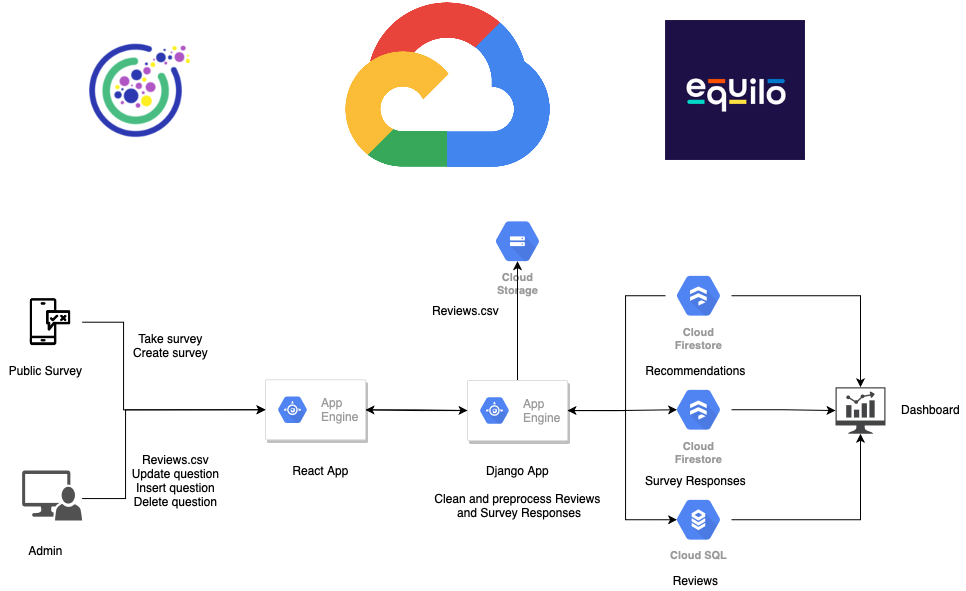 equilo
Cloud
Storage
Reviews.csv
Take survey
Create survey
Public Survey
Cloud
Firestore
Recommendations
App
Engine
App
Engine
Dashboard
Cloud
Firestore
Reviews.csv
Update question
Insert question
Delete question
React App
Django App
Survey Responses
Clean and preprocess Reviews
and Survey Responses
Admin
Cloud SQL
Reviews